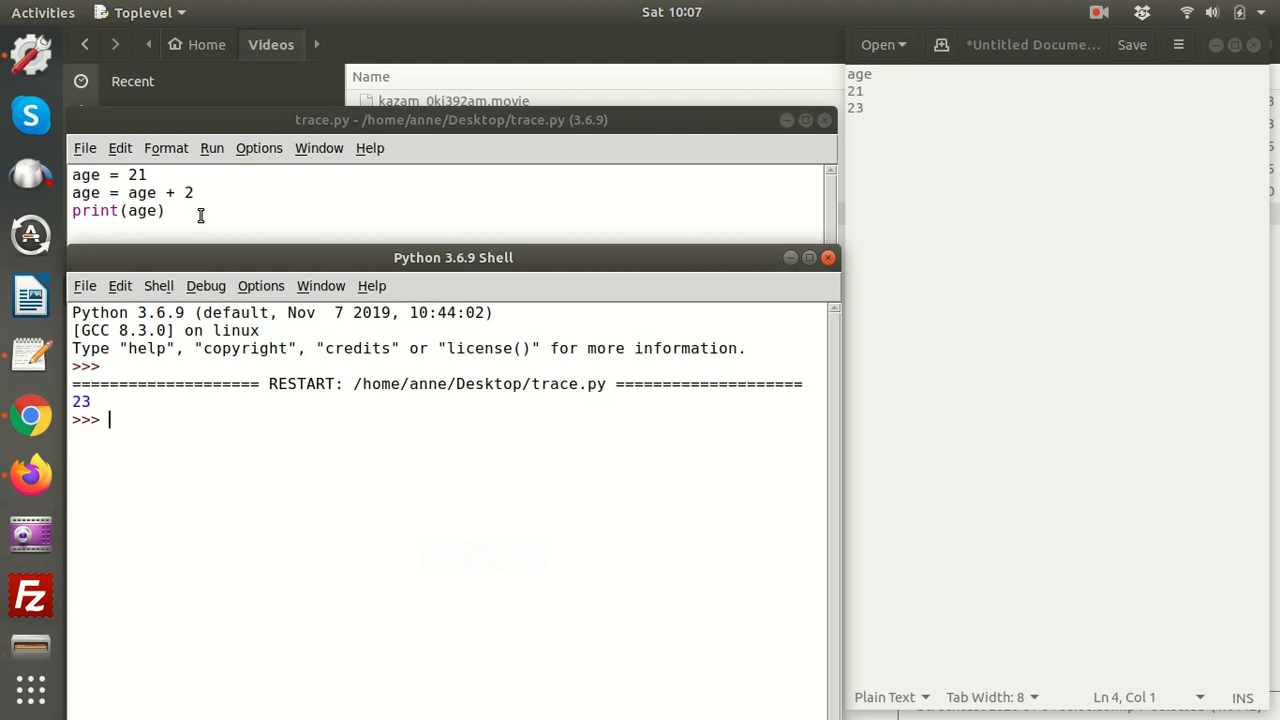 Activities
Toplevel
Sat 10:07
Home
Videos
Recent
Name
kazam_0ki392am.movie
Open
*Untitled Docume...
Save
age
21
23
trace.py - /home/anne/Desktop/trace.py (3.6.9)
File Edit Format Run Options Window Help
age = 21
age = age + 2
print(age)
Python 3.6.9 Shell
File Edit Shell Debug Options Window Help
Python 3.6.9 (default, Nov  7 2019, 10:44:02)
[GCC 8.3.0] on linux
Type "help", "copyright", "credits" or "license()" for more information.
>>>
==================== RESTART: /home/anne/Desktop/trace.py ====================
23
>>>
Plain Text
Tab Width: 8
Ln 4, Col 1
INS